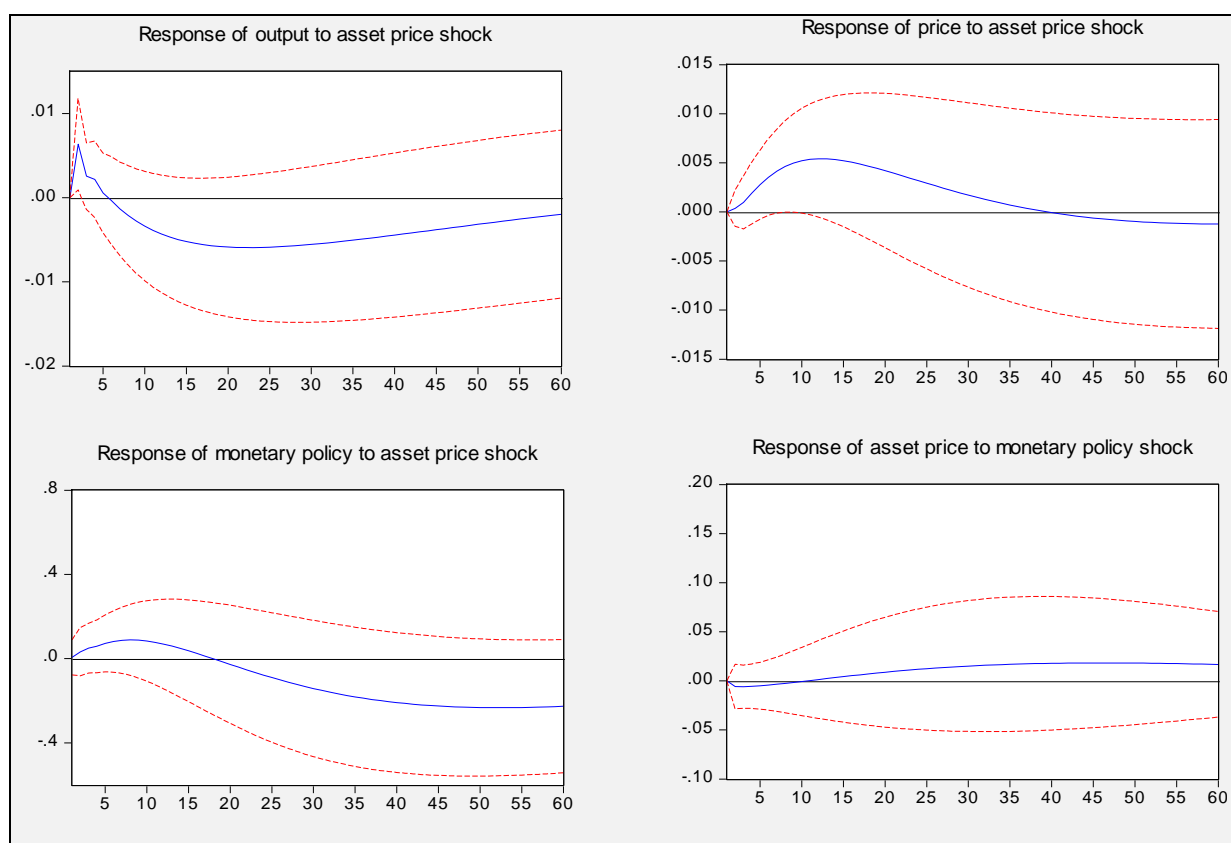 Response of output to asset price shock
.01
.00
-.01
-.02
5 10 15 20 25 30 35 40 45 50 55 60
Response of price to asset price shock
.015
.010
.005
.000
-.005
-.010
-.015
5 10 15 20 25 30 35 40 45 50 55 60
Response of monetary policy to asset price shock
.8
.4
.0
-.4
5 10 15 20 25 30 35 40 45 50 55 60
Response of asset price to monetary policy shock
.20
.15
.10
.05
.00
-.05
-.10
5 10 15 20 25 30 35 40 45 50 55 60